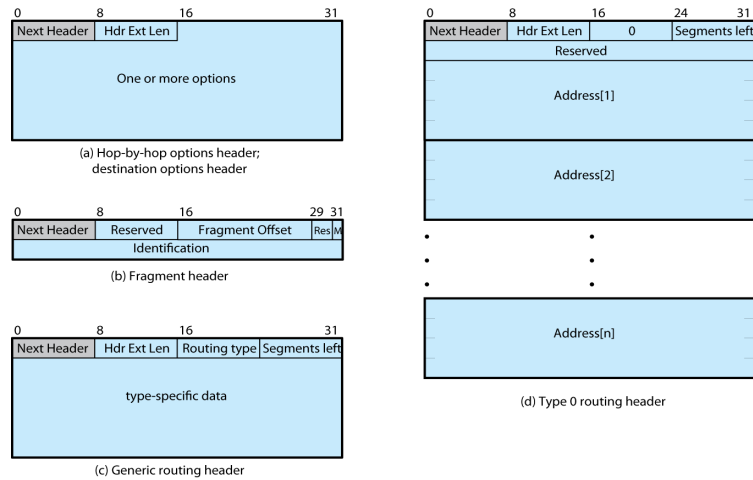 0 8 16 31
Next Header Hdr Ext Len
One or more options
(a) Hop-by-hop options header;
destination options header
0 8 16 29 31
Next Header Reserved Fragment Offset Res M
Identification
(b) Fragment header
0 8 16 31
Next Header Hdr Ext Len Routing type Segments left
type-specific data
(c) Generic routing header
0 8 16 24 31
Next Header Hdr Ext Len 0 Segments left
Reserved
Address[1]
Address[2]
Address[n]
(d) Type 0 routing header